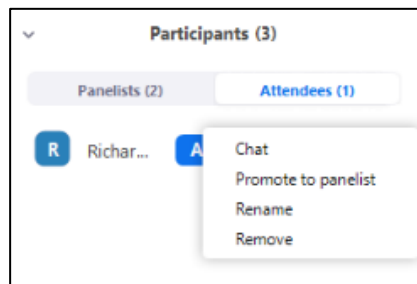 Participants (3)
Panelists (2) Attendees (1)
R Richar... A
Chat
Promote to panelist
Rename
Remove